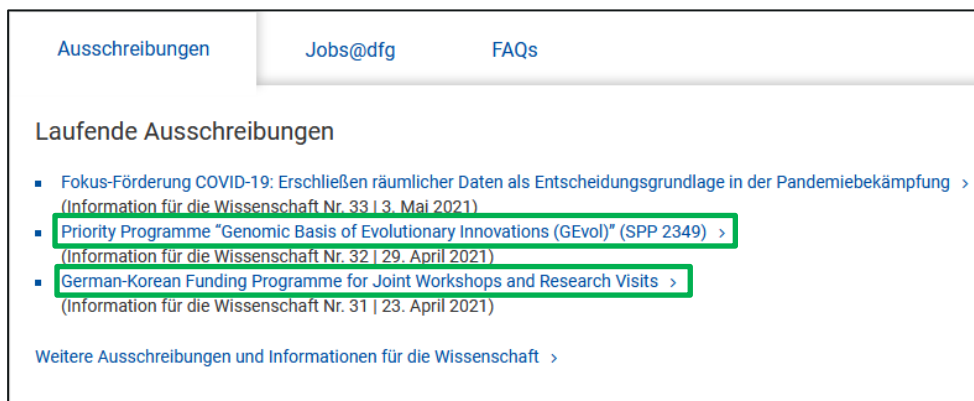 Ausschreibungen Jobs@dfg FAQs
Laufende Ausschreibungen
Fokus-Förderung COVID-19: Erschließen räumlicher Daten als Entscheidungsgrundlage in der Pandemiebekämpfung >
(Information für die Wissenschaft Nr. 33 | 3. Mai 2021)
Priority Programme “Genomic Basis of Evolutionary Innovations (GEvol)” (SPP 2349) >
(Information für die Wissenschaft Nr. 32 | 29. April 2021)
German-Korean Funding Programme for Joint Workshops and Research Visits >
(Information für die Wissenschaft Nr. 31 | 23. April 2021)
Weitere Ausschreibungen und Informationen für die Wissenschaft >